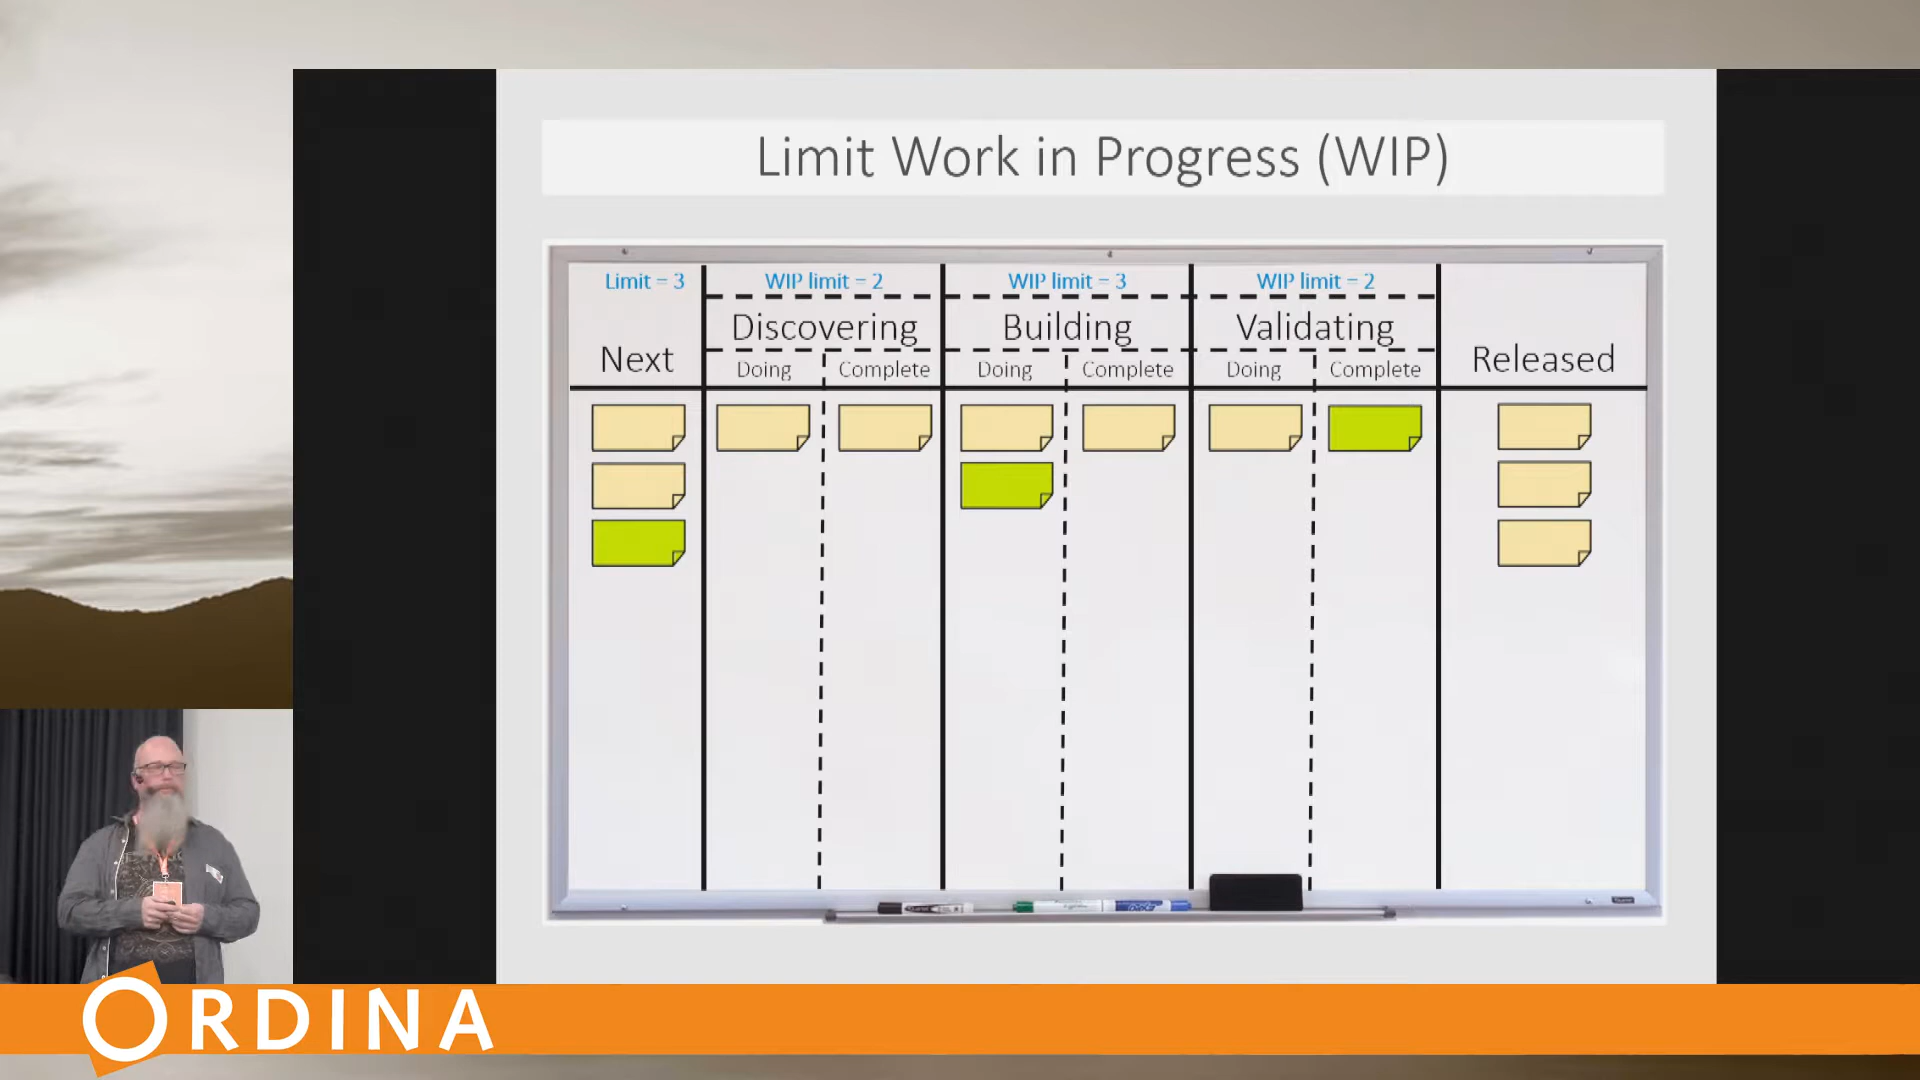 Limit Work in Progress (WIP)
Limit = 3
WIP limit = 2
WIP limit = 3
WIP limit = 2
Next
Discovering
Building
Validating
Released
Doing
Complete
Doing
Complete
Doing
Complete
ORDINA